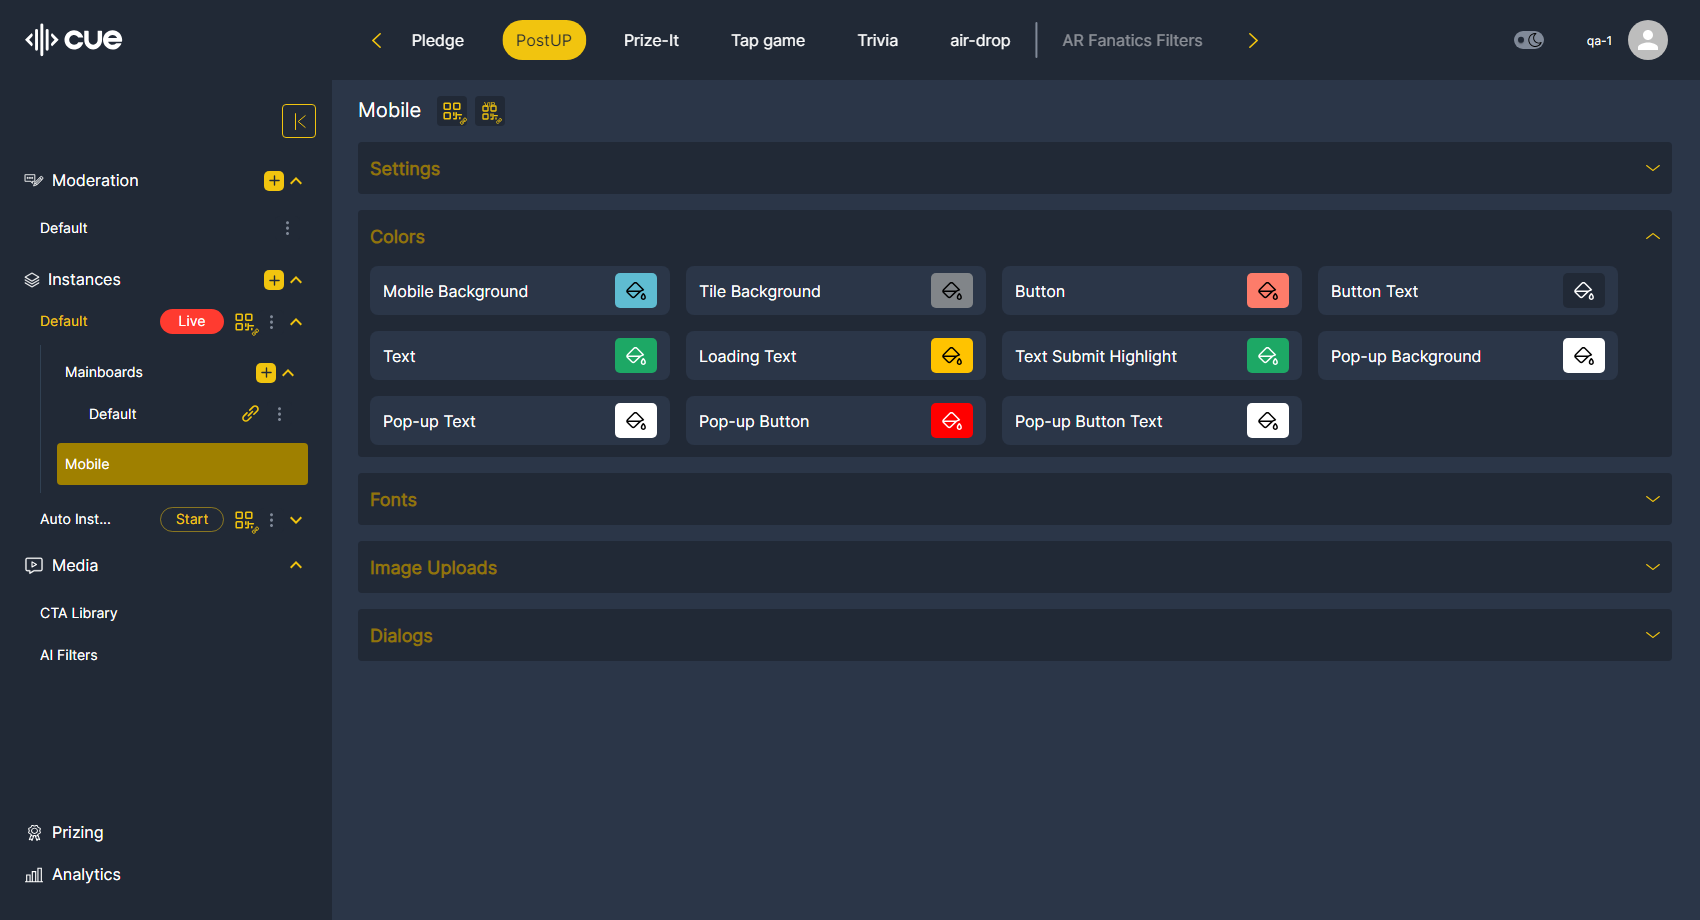 cue
Pledge PostUP Prize-It Tap game Trivia air-drop AR Fanatics Filters qa-1
Mobile
VIP
Moderation
Default
Instances
Default Live
Mainboards
Default
Mobile
Auto Inst... Start
Media
CTA Library
AI Filters
Prizing
Analytics
Settings
Colors
Mobile Background Tile Background Button Button Text
Text Loading Text Text Submit Highlight Pop-up Background
Pop-up Text Pop-up Button Pop-up Button Text
Fonts
Image Uploads
Dialogs